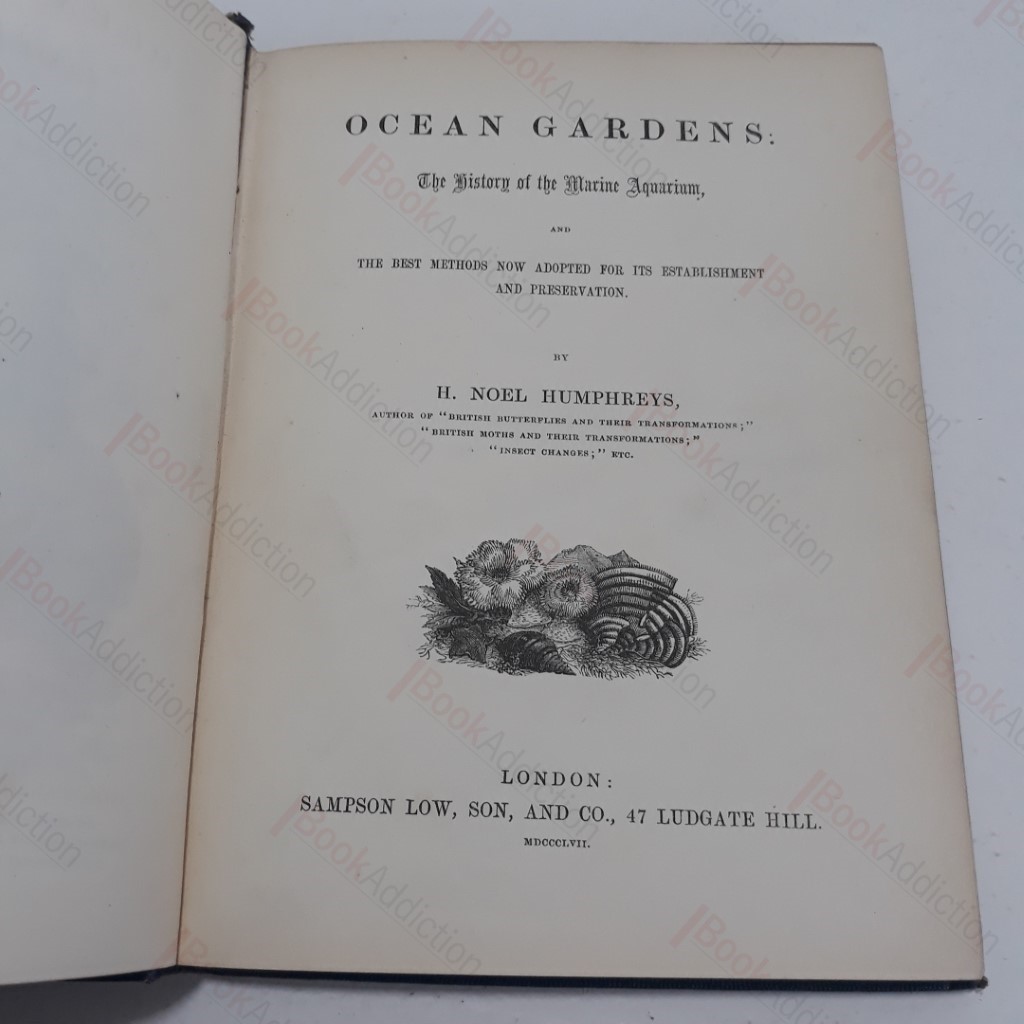 OCEAN GARDENS:
The History of the Marine Aquarium,
AND
THE BEST METHODS NOW ADOPTED FOR ITS ESTABLISHMENT
AND PRESERVATION.
BY
H. NOEL HUMPHREYS,
AUTHOR OF "BRITISH BUTTERFLIES AND THEIR TRANSFORMATIONS;"
"BRITISH MOTHS AND THEIR TRANSFORMATIONS;"
"INSECT CHANGES;" ETC.
LONDON:
SAMPSON LOW, SON, AND CO., 47 LUDGATE HILL.
MDCCCLVII.
BookAddiction